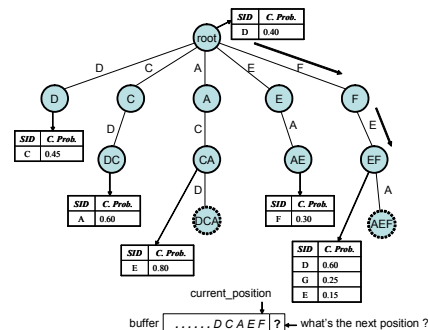 SID C. Prob.
D 0.40
root
D C A E F
D C A E F
D C A E
SID C. Prob.
C 0.45
DC CA AE EF
SID C. Prob.
A 0.60
D A
SID C. Prob.
F 0.30
DCA AEF
SID C. Prob.
E 0.80
SID C. Prob.
D 0.60
G 0.25
E 0.15
current_position
buffer ...... D C A E F ? what's the next position ?